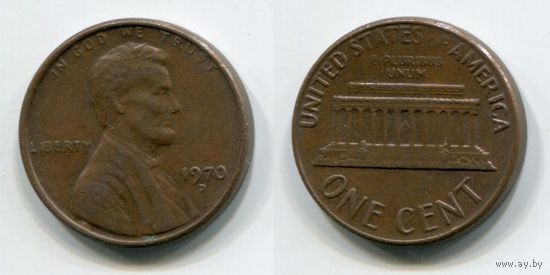 IN GOD WE TRUST
LIBERTY
1970
D
UNITED STATES OF AMERICA
E PLURIBUS
UNUM
ONE CENT
www.ay.by